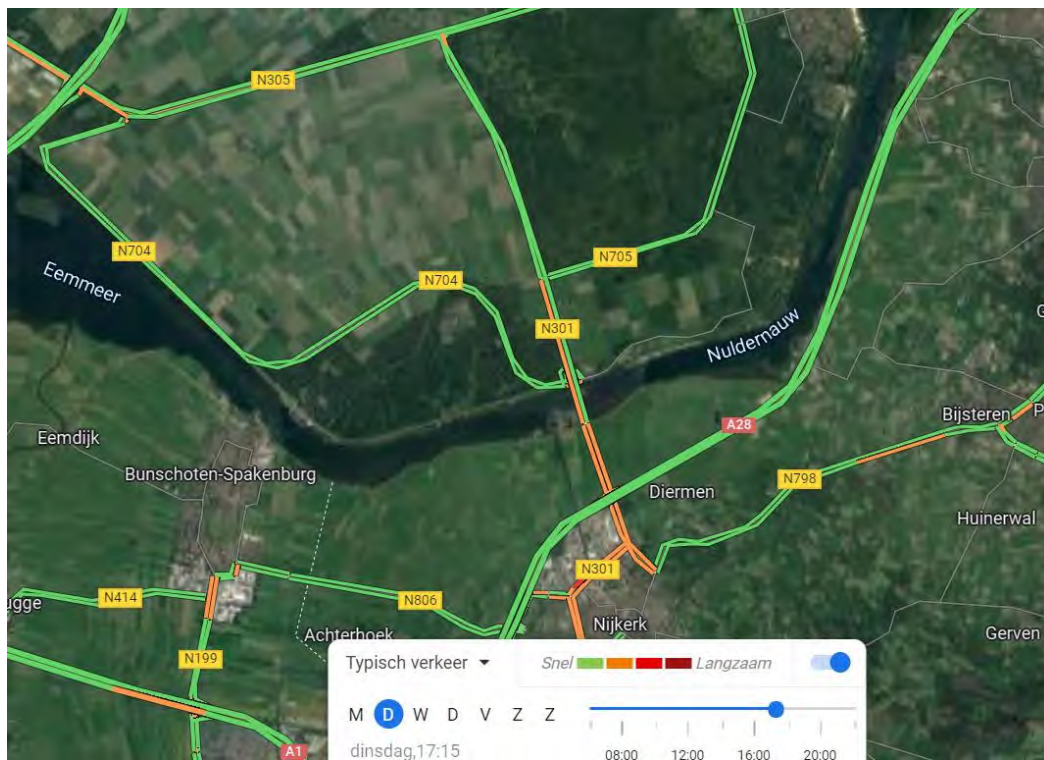 N305
N704
N704
N705
Eemmeer
N301
Nuldernauw
A28
Bijsteren
Eemdijk
Bunschoten-Spakenburg
Diermen
N798
Huinerwal
N301
N414
N806
ugge
Achterhoek
Nijkerk
Gerven
N199
Typisch verkeer
Snel Langzaam
M D W D V Z Z
dinsdag,17:15
08:00 12:00 16:00 20:00
A1